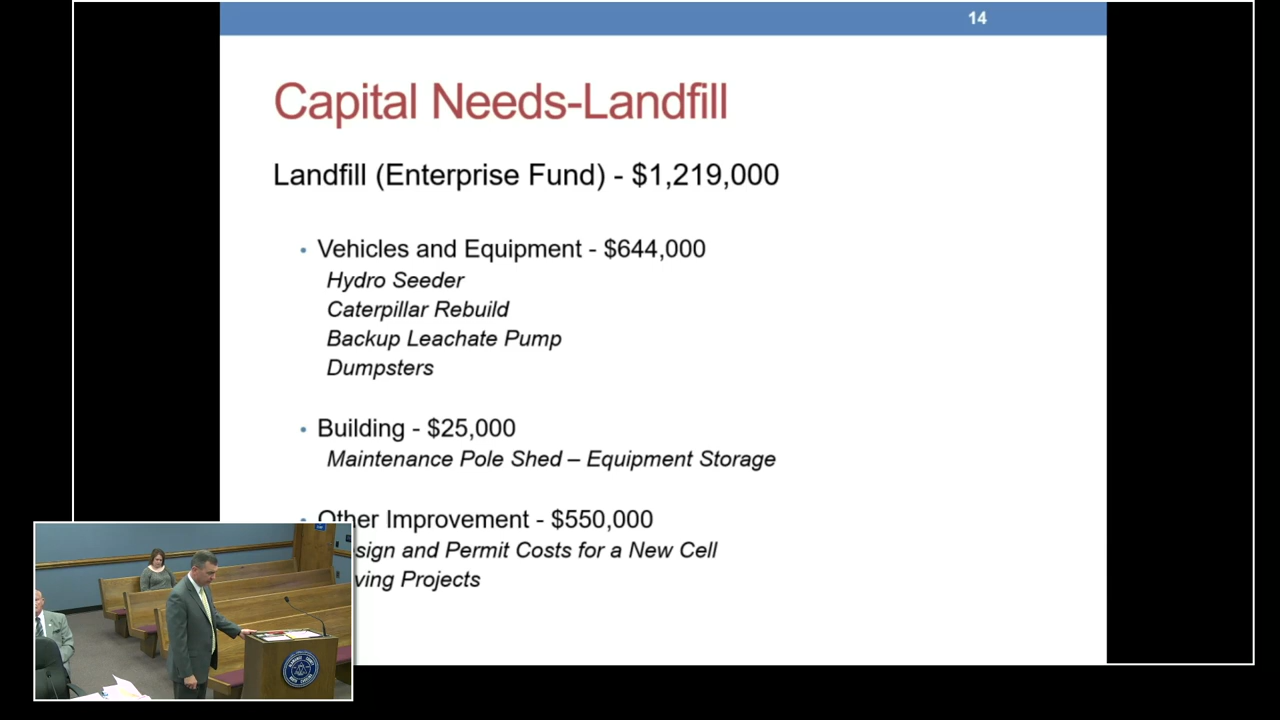 14
Capital Needs-Landfill
Landfill (Enterprise Fund) - $1,219,000
• Vehicles and Equipment - $644,000
Hydro Seeder
Caterpillar Rebuild
Backup Leachate Pump
Dumpsters
• Building - $25,000
Maintenance Pole Shed – Equipment Storage
• Other Improvement - $550,000
and Permit Costs for a New Cell
Projects